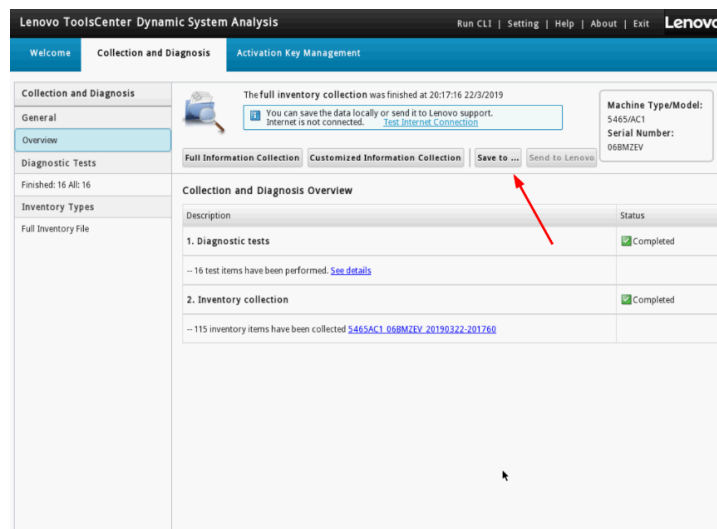 Lenovo ToolsCenter Dynamic System Analysis
Run CLI | Setting | Help | About | Exit Lenovo
Welcome Collection and Diagnosis Activation Key Management
Collection and Diagnosis
General
Overview
Diagnostic Tests
Finished: 16 All: 16
Inventory Types
Full Inventory File
The full inventory collection was finished at 20:17:16 22/3/2019
You can save the data locally or send it to Lenovo support.
Internet is not connected. Test Internet Connection
Machine Type/Model:
5465/AC1
Serial Number:
06BMZEV
Full Information Collection Customized Information Collection Save to ... Send to Lenovo
Collection and Diagnosis Overview
Description Status
1. Diagnostic tests Completed
-- 16 test items have been performed. See details
2. Inventory collection Completed
-- 115 inventory items have been collected 5465AC1_06BMZEV_20190322-201760